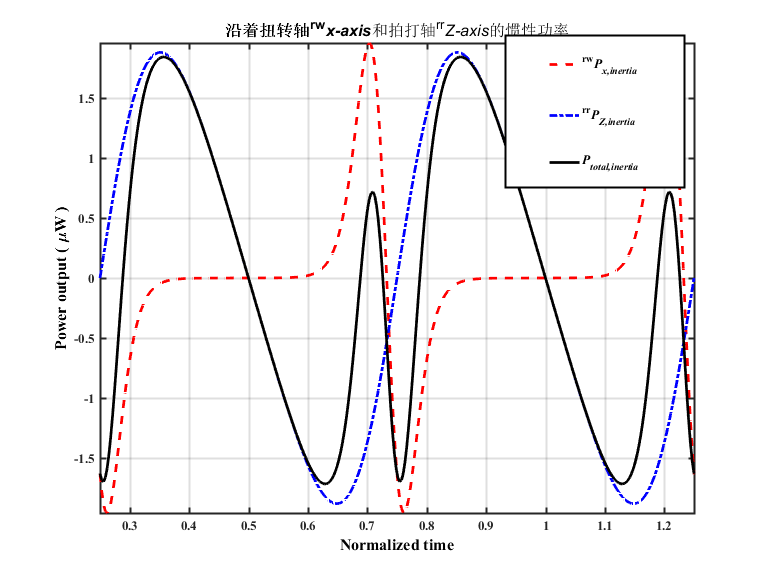 沿着扭转轴rwx-axis和拍打轴rrZ-axis的惯性功率
rwPx,inertia
rrPZ,inertia
Ptotal,inertia
1.5
1
0.5
0
-0.5
-1
-1.5
Power output ( μW )
0.3 0.4 0.5 0.6 0.7 0.8 0.9 1 1.1 1.2
Normalized time